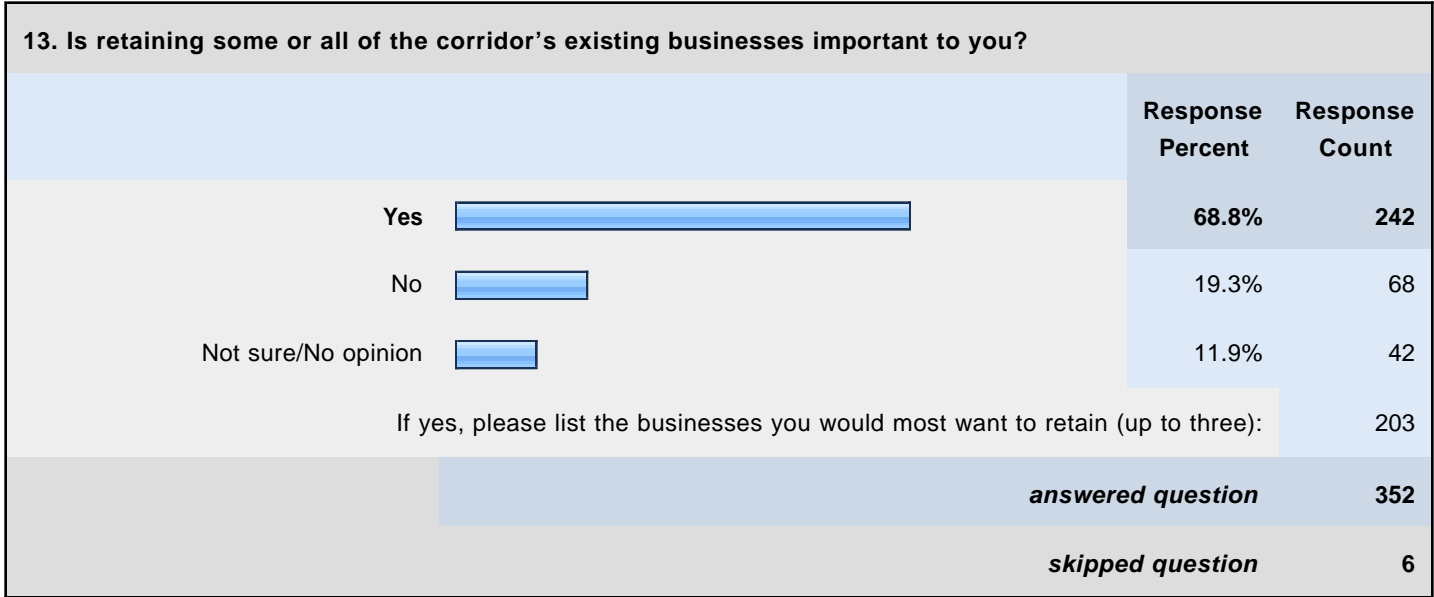 13. Is retaining some or all of the corridor’s existing businesses important to you?
Response Percent
Response Count
Yes 68.8% 242
No 19.3% 68
Not sure/No opinion 11.9% 42
If yes, please list the businesses you would most want to retain (up to three): 203
answered question 352
skipped question 6